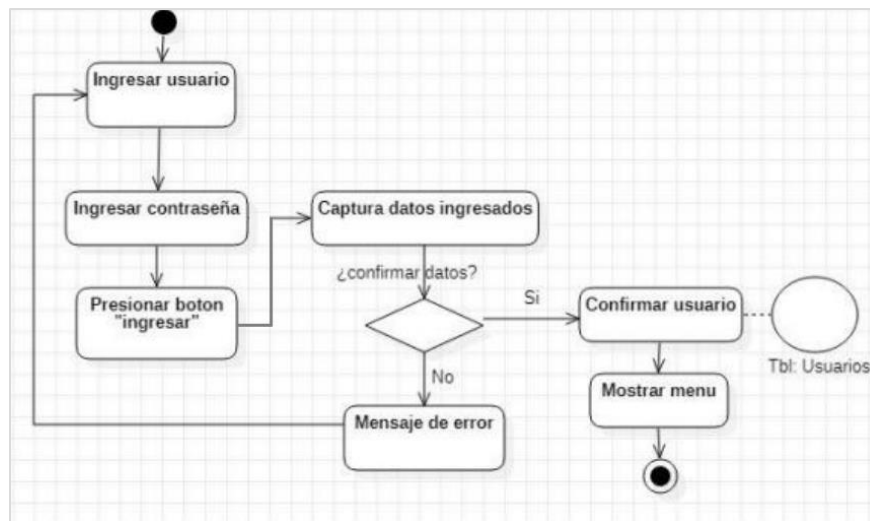 Ingresar usuario
Ingresar contraseña
Presionar boton
"ingresar"
Captura datos ingresados
¿confirmar datos?
Si
No
Mensaje de error
Confirmar usuario
Tbl: Usuarios
Mostrar menu